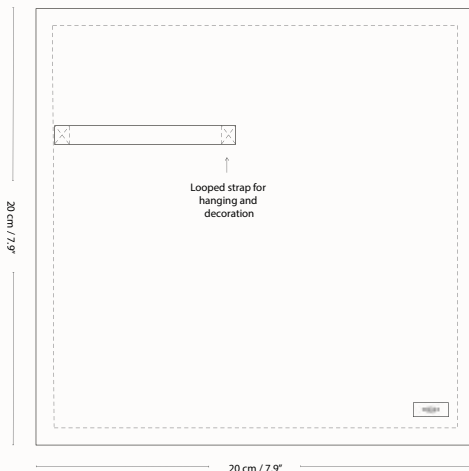 20 cm / 7.9"
Looped strap for
hanging and
decoration
20 cm / 7.9"